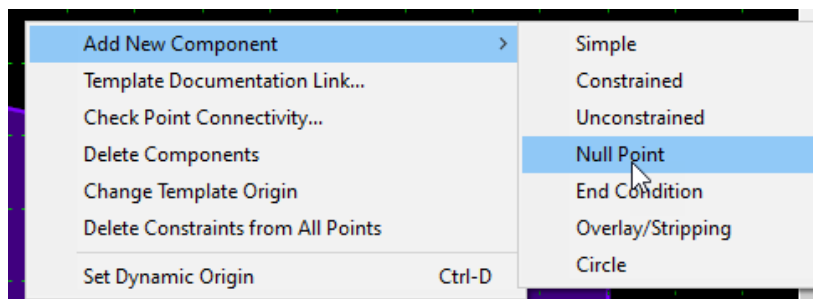 Add New Component >
Template Documentation Link...
Check Point Connectivity...
Delete Components
Change Template Origin
Delete Constraints from All Points
Set Dynamic Origin Ctrl-D
Simple
Constrained
Unconstrained
Null Point
End Condition
Overlay/Stripping
Circle